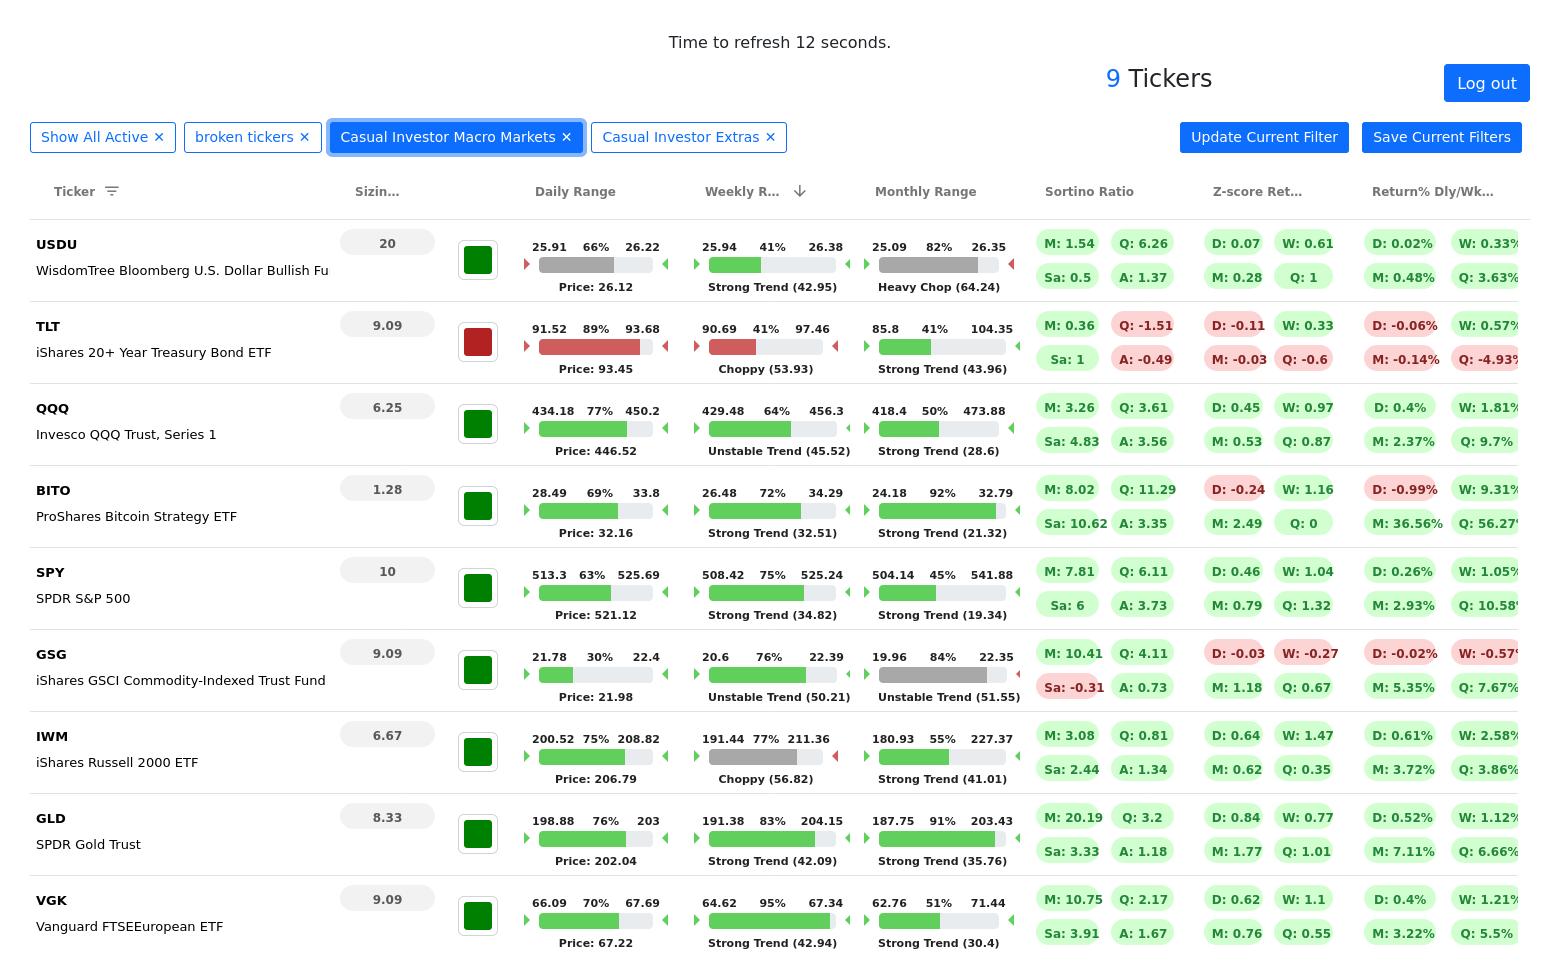 Time to refresh 12 seconds.
9 Tickers
Log out
Show All Active ✕ broken tickers ✕ Casual Investor Macro Markets ✕ Casual Investor Extras ✕ Update Current Filter Save Current Filters
Ticker Sizin... Daily Range Weekly R... Monthly Range Sortino Ratio Z-score Ret... Return% Dly/Wk...
USDU 20 25.91 66% 26.22 25.94 41% 26.38 25.09 82% 26.35 M: 1.54 Q: 6.26 D: 0.07 W: 0.61 D: 0.02% W: 0.33%
WisdomTree Bloomberg U.S. Dollar Bullish Fu Price: 26.12 Strong Trend (42.95) Heavy Chop (64.24) Sa: 0.5 A: 1.37 M: 0.28 Q: 1 M: 0.48% Q: 3.63%
TLT 9.09 91.52 89% 93.68 90.69 41% 97.46 85.8 41% 104.35 M: 0.36 Q: -1.51 D: -0.11 W: 0.33 D: -0.06% W: 0.57%
iShares 20+ Year Treasury Bond ETF Price: 93.45 Choppy (53.93) Strong Trend (43.96) Sa: 1 A: -0.49 M: -0.03 Q: -0.6 M: -0.14% Q: -4.93%
QQQ 6.25 434.18 77% 450.2 429.48 64% 456.3 418.4 50% 473.88 M: 3.26 Q: 3.61 D: 0.45 W: 0.97 D: 0.4% W: 1.81%
Invesco QQQ Trust, Series 1 Price: 446.52 Unstable Trend (45.52) Strong Trend (28.6) Sa: 4.83 A: 3.56 M: 0.53 Q: 0.87 M: 2.37% Q: 9.7%
BITO 1.28 28.49 69% 33.8 26.48 72% 34.29 24.18 92% 32.79 M: 8.02 Q: 11.29 D: -0.24 W: 1.16 D: -0.99% W: 9.31%
ProShares Bitcoin Strategy ETF Price: 32.16 Strong Trend (32.51) Strong Trend (21.32) Sa: 10.62 A: 3.35 M: 2.49 Q: 0 M: 36.56% Q: 56.27%
SPY 10 513.3 63% 525.69 508.42 75% 525.24 504.14 45% 541.88 M: 7.81 Q: 6.11 D: 0.46 W: 1.04 D: 0.26% W: 1.05%
SPDR S&P 500 Price: 521.12 Strong Trend (34.82) Strong Trend (19.34) Sa: 6 A: 3.73 M: 0.79 Q: 1.32 M: 2.93% Q: 10.58%
GSG 9.09 21.78 30% 22.4 20.6 76% 22.39 19.96 84% 22.35 M: 10.41 Q: 4.11 D: -0.03 W: -0.27 D: -0.02% W: -0.57%
iShares GSCI Commodity-Indexed Trust Fund Price: 21.98 Unstable Trend (50.21) Unstable Trend (51.55) Sa: -0.31 A: 0.73 M: 1.18 Q: 0.67 M: 5.35% Q: 7.67%
IWM 6.67 200.52 75% 208.82 191.44 77% 211.36 180.93 55% 227.37 M: 3.08 Q: 0.81 D: 0.64 W: 1.47 D: 0.61% W: 2.58%
iShares Russell 2000 ETF Price: 206.79 Choppy (56.82) Strong Trend (41.01) Sa: 2.44 A: 1.34 M: 0.62 Q: 0.35 M: 3.72% Q: 3.86%
GLD 8.33 198.88 76% 203 191.38 83% 204.15 187.75 91% 203.43 M: 20.19 Q: 3.2 D: 0.84 W: 0.77 D: 0.52% W: 1.12%
SPDR Gold Trust Price: 202.04 Strong Trend (42.09) Strong Trend (35.76) Sa: 3.33 A: 1.18 M: 1.77 Q: 1.01 M: 7.11% Q: 6.66%
VGK 9.09 66.09 70% 67.69 64.62 95% 67.34 62.76 51% 71.44 M: 10.75 Q: 2.17 D: 0.62 W: 1.1 D: 0.4% W: 1.21%
Vanguard FTSEEuropean ETF Price: 67.22 Strong Trend (42.94) Strong Trend (30.4) Sa: 3.91 A: 1.67 M: 0.76 Q: 0.55 M: 3.22% Q: 5.5%